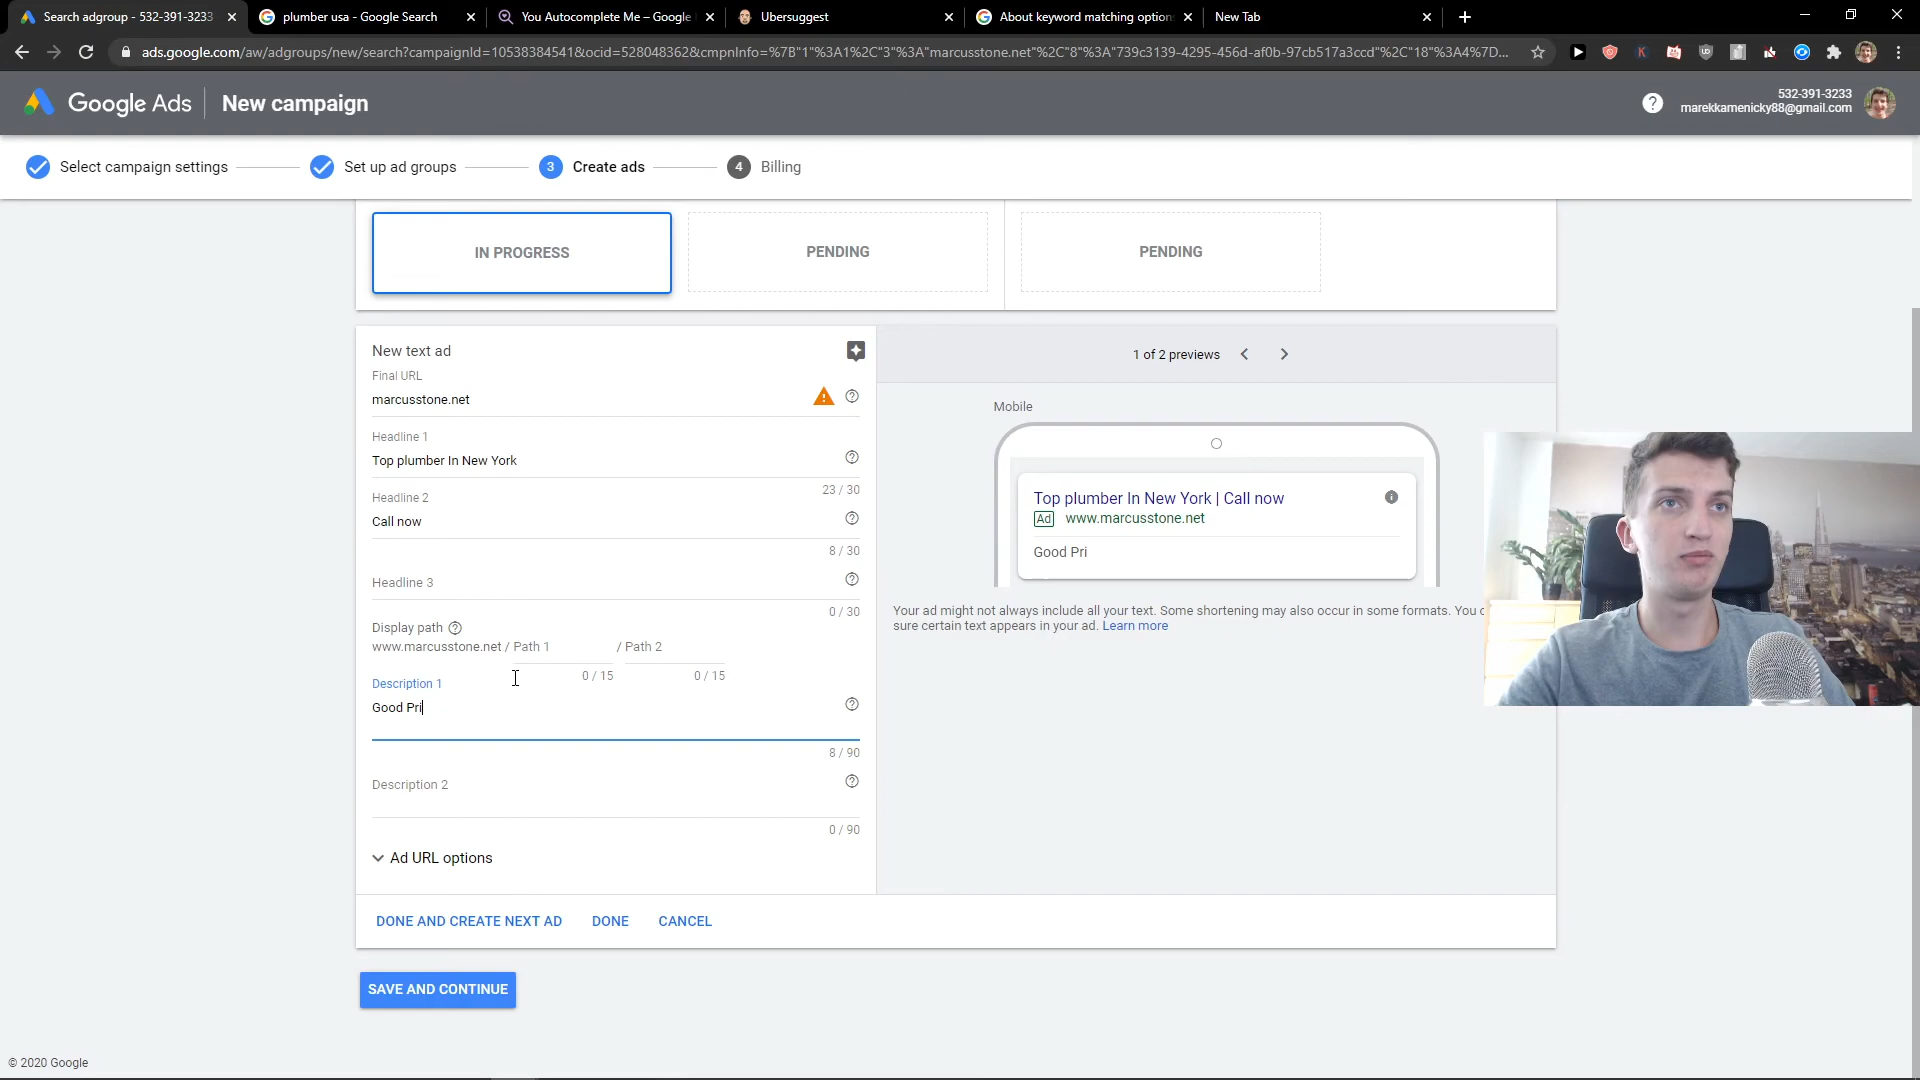 Search adgroup - 532-391-3233
plumber usa - Google Search
You Autocomplete Me – Google
Ubersuggest
About keyword matching option
New Tab
ads.google.com/aw/adgroups/new/search?campaignId=10538384541&ocid=528048362&cmpnInfo=%7B"1"%3A1%2C"3"%3A"marcusstone.net"%2C"8"%3A"739c3139-4295-456d-af0b-97cb517a3ccd"%2C"18"%3A4%7D...
Google Ads
New campaign
532-391-3233
marekkamenicky88@gmail.com
Select campaign settings
Set up ad groups
3
Create ads
4
Billing
IN PROGRESS
PENDING
PENDING
New text ad
1 of 2 previews
Final URL
marcusstone.net
Headline 1
Top plumber In New York
23 / 30
Headline 2
Call now
8 / 30
Headline 3
0 / 30
Display path
www.marcusstone.net / Path 1 / Path 2
0 / 15
0 / 15
Description 1
Good Pri
8 / 90
Description 2
0 / 90
Ad URL options
Mobile
Top plumber In New York | Call now
Ad www.marcusstone.net
Good Pri
Your ad might not always include all your text. Some shortening may also occur in some formats. You c
sure certain text appears in your ad. Learn more
DONE AND CREATE NEXT AD
DONE
CANCEL
SAVE AND CONTINUE
© 2020 Google